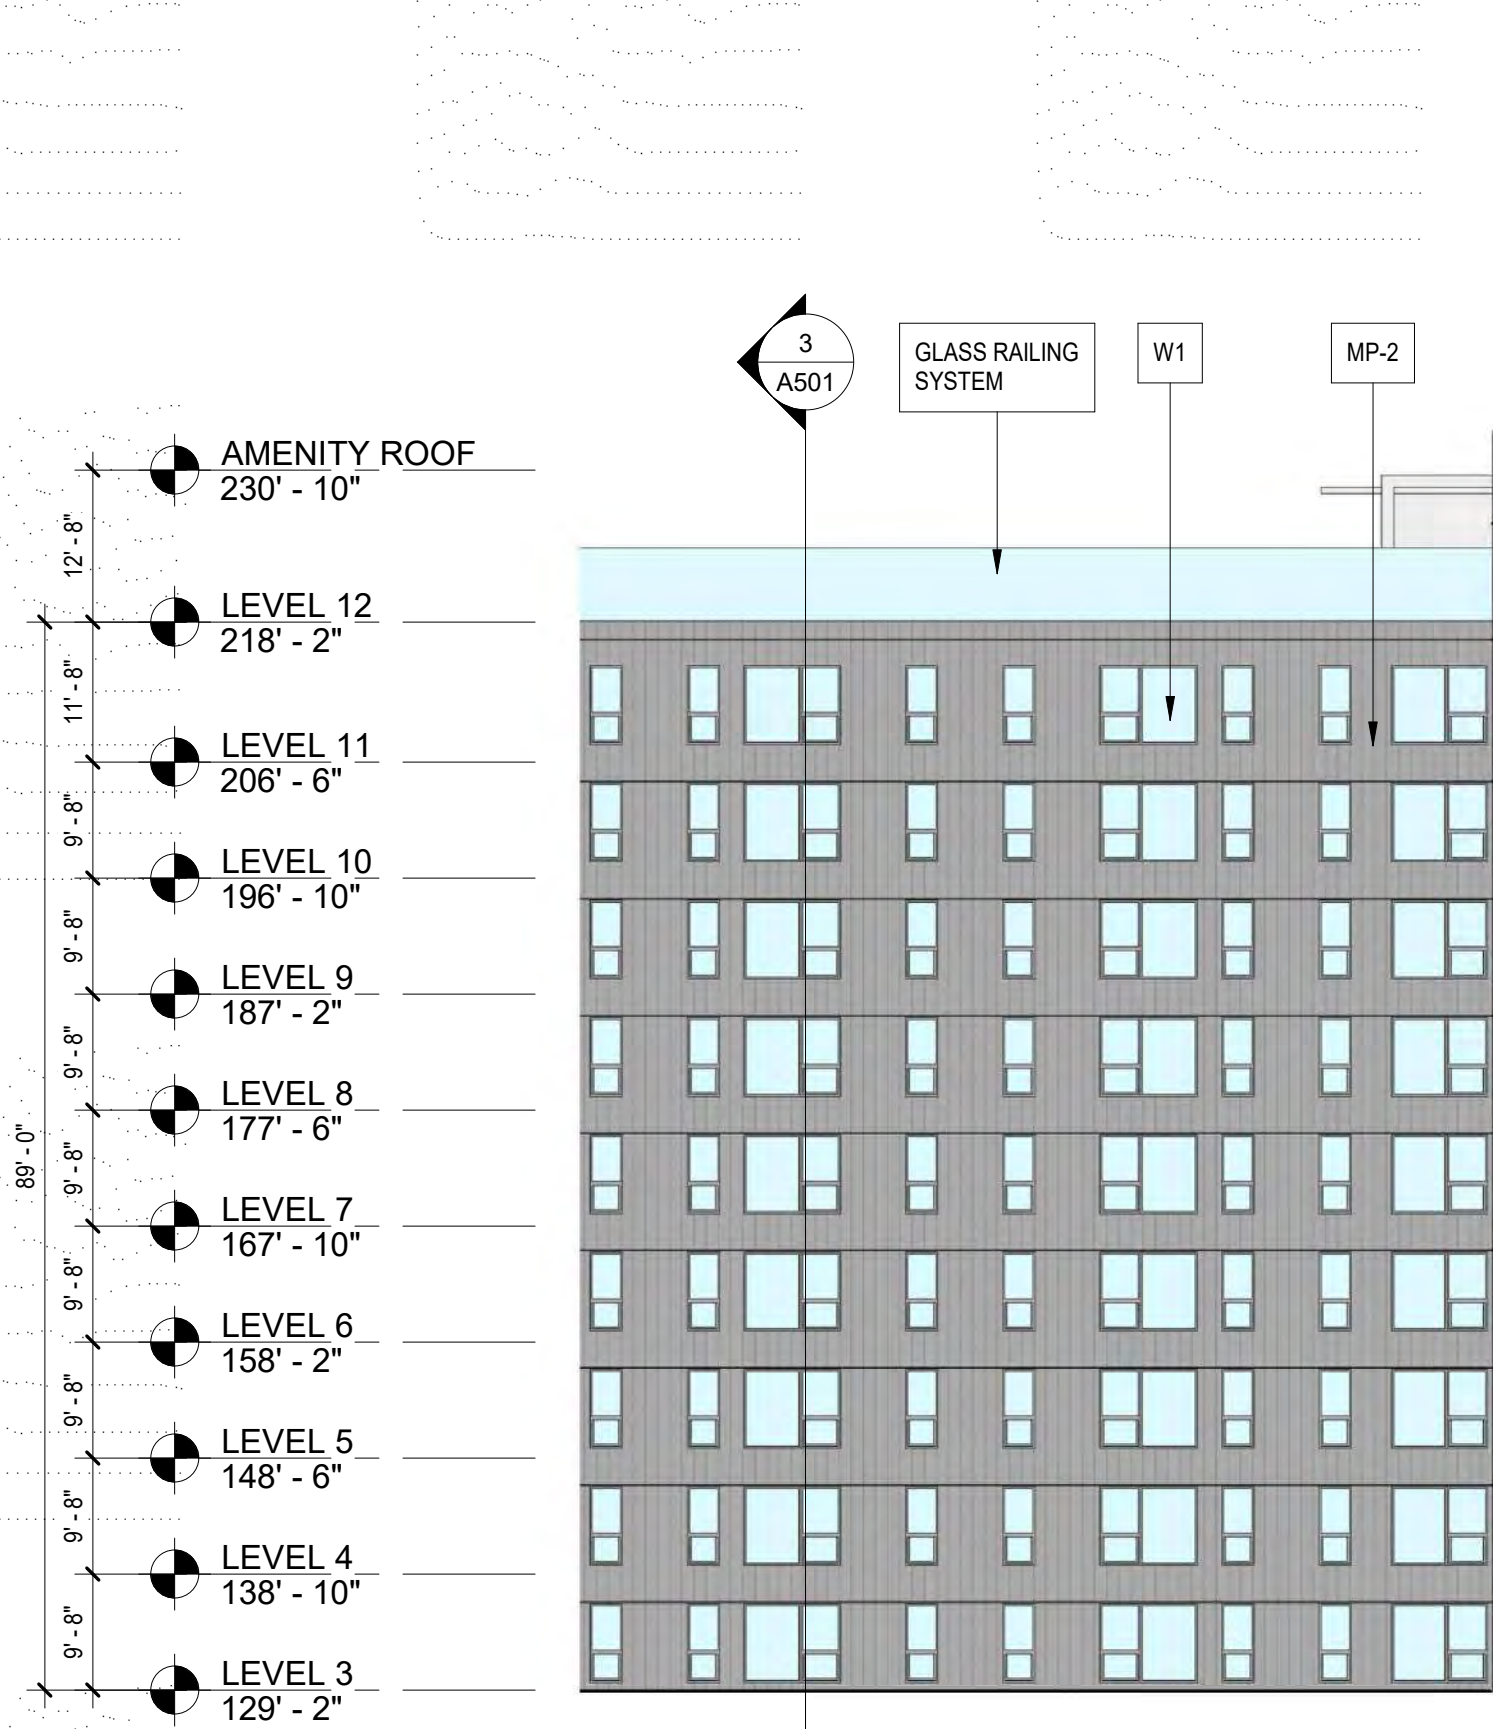 3
A501
GLASS RAILING
SYSTEM
W1
MP-2
AMENITY ROOF
230' - 10"
12' - 8"
LEVEL 12
218' - 2"
11' - 8"
LEVEL 11
206' - 6"
9' - 8"
LEVEL 10
196' - 10"
9' - 8"
LEVEL 9
187' - 2"
9' - 8"
LEVEL 8
177' - 6"
89' - 0"
9' - 8"
LEVEL 7
167' - 10"
9' - 8"
LEVEL 6
158' - 2"
9' - 8"
LEVEL 5
148' - 6"
9' - 8"
LEVEL 4
138' - 10"
9' - 8"
LEVEL 3
129' - 2"